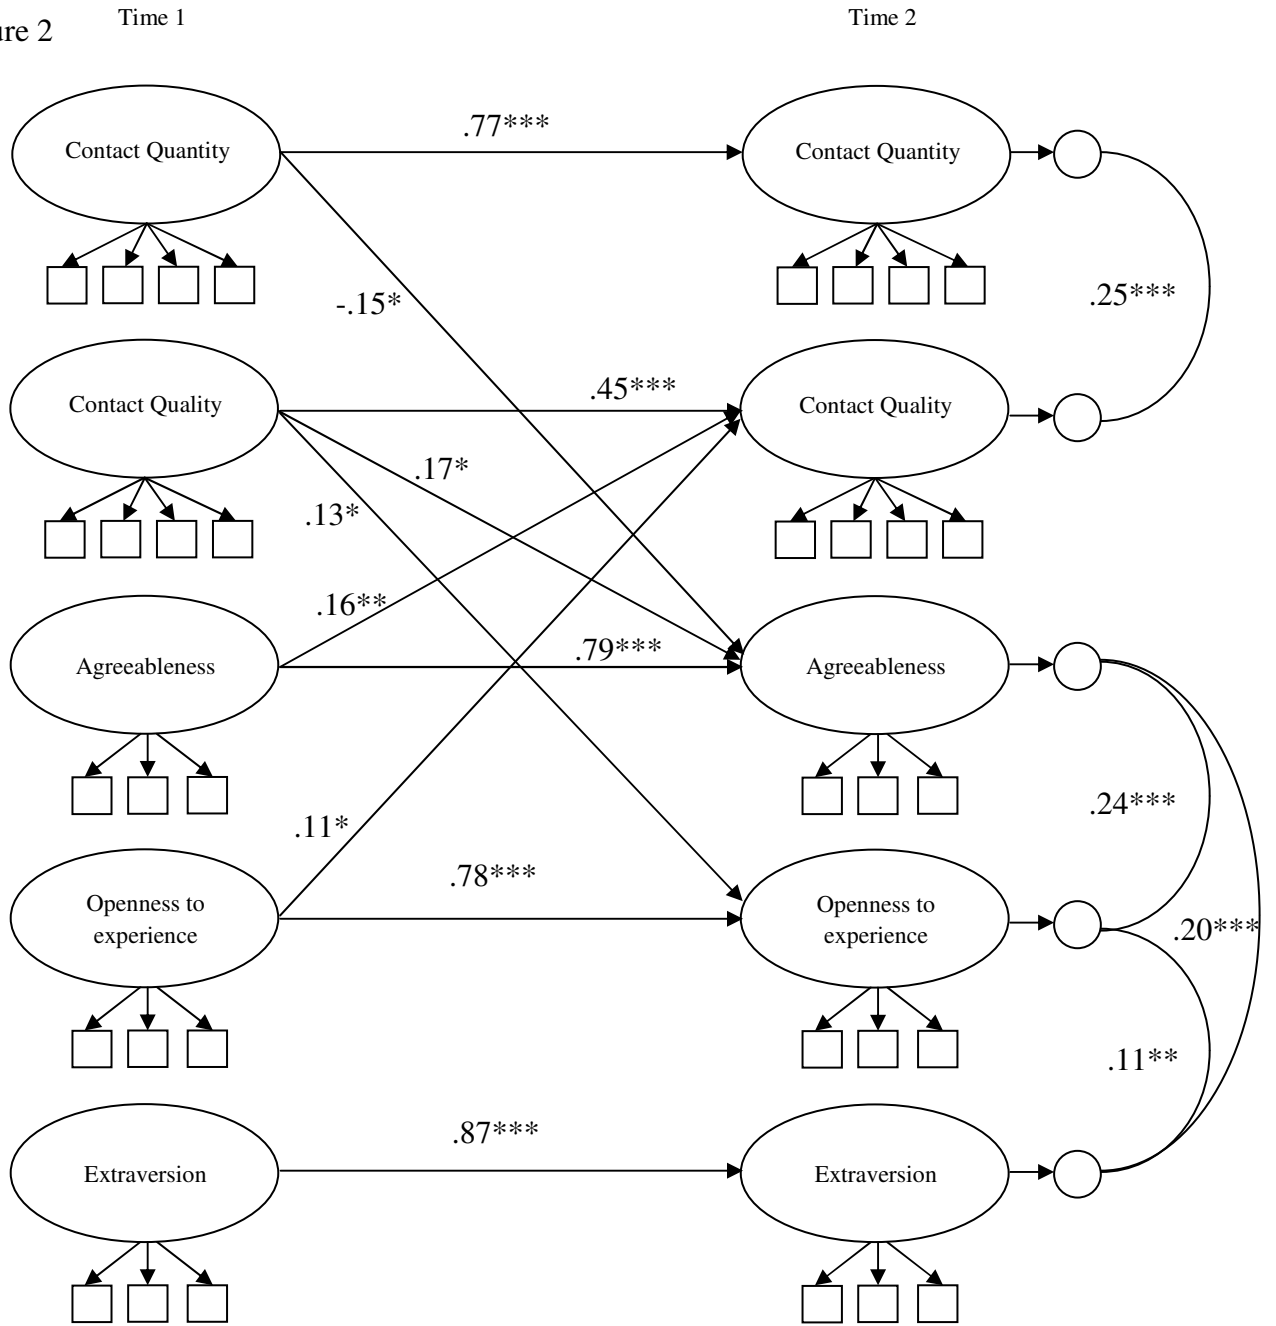 Time 1
Time 2
ure 2
.77***
Contact Quantity
Contact Quantity
-.15*
.25***
.45***
Contact Quality
Contact Quality
.17*
.13*
.16**
.79***
Agreeableness
Agreeableness
.24***
.11*
.78***
Openness to
experience
Openness to
experience
.20***
.11**
.87***
Extraversion
Extraversion